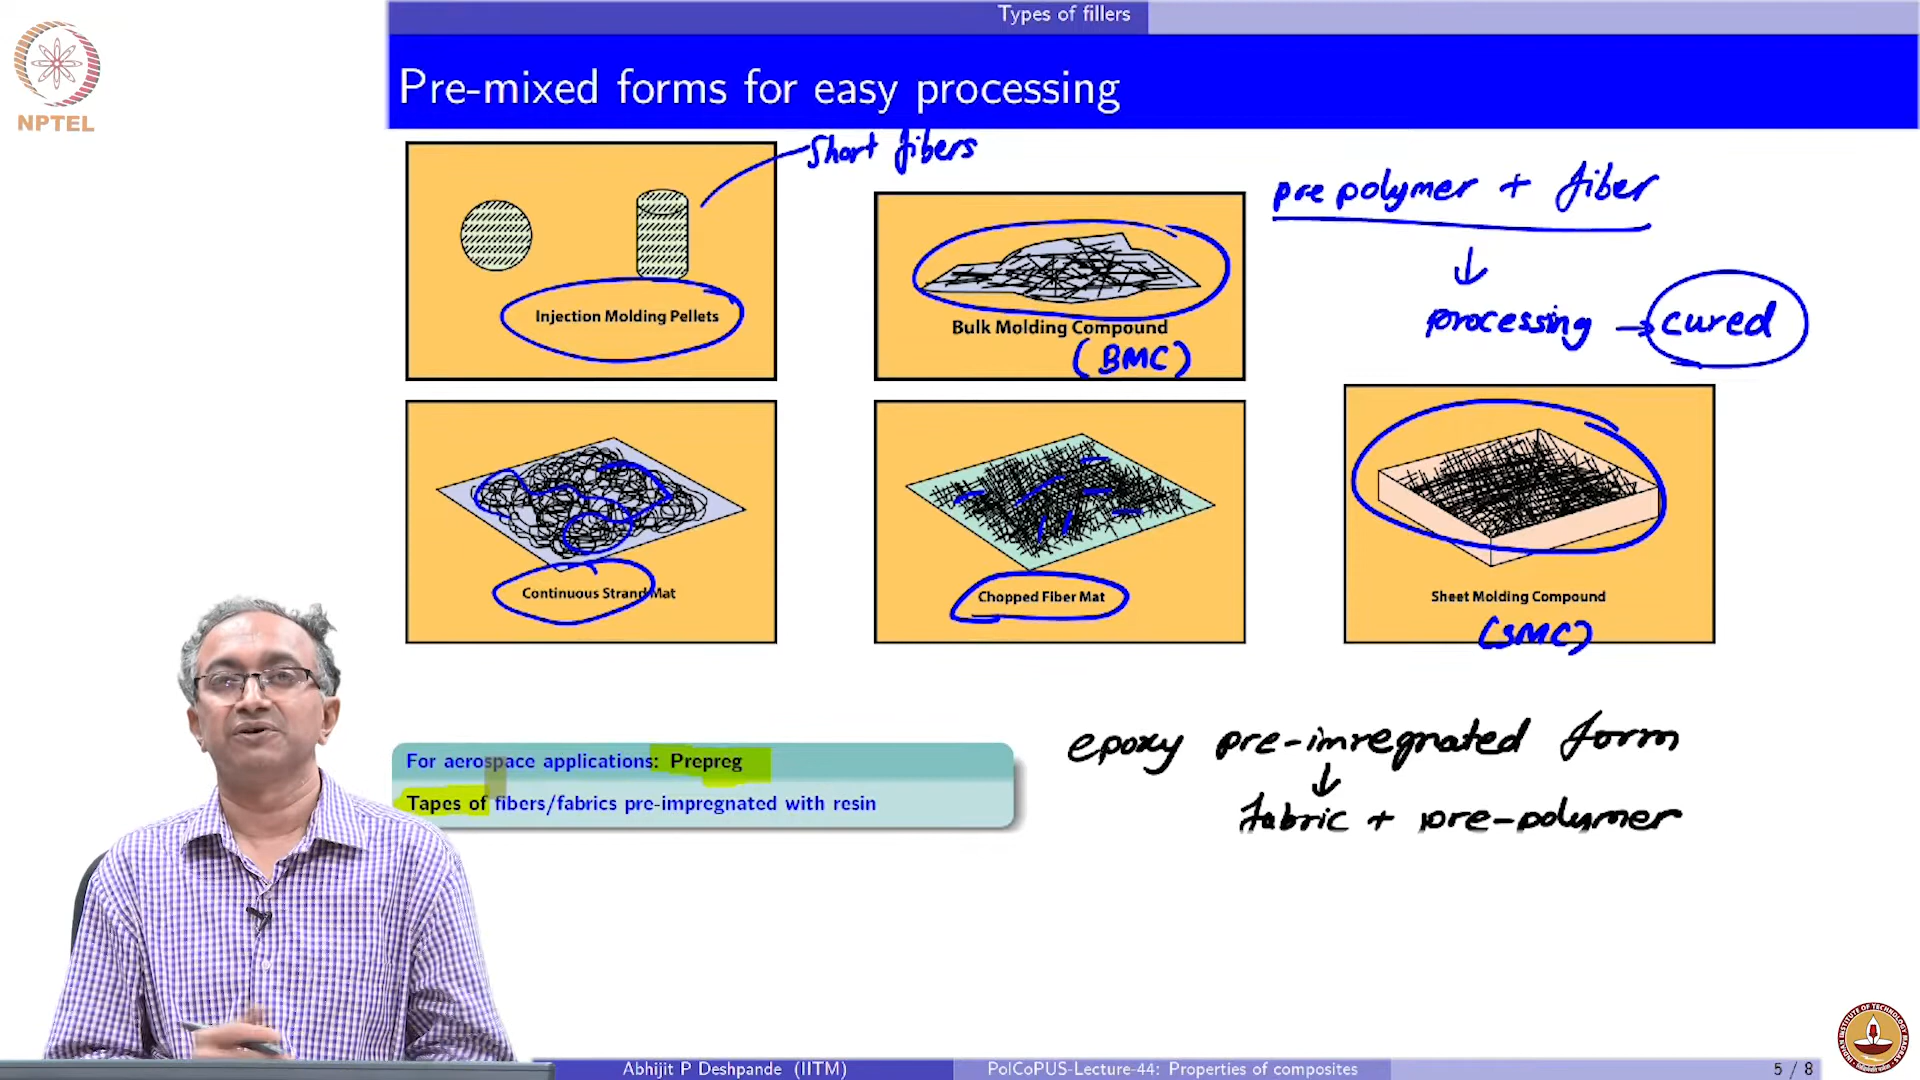 Types of fillers
Pre-mixed forms for easy processing
NPTEL
short fibers
prepolymer + fiber
↓
processing → cured
Injection Molding Pellets
Bulk Molding Compound
(BMC)
Continuous Strand Mat
Chopped Fiber Mat
Sheet Molding Compound
(SMC)
For aerospace applications: Prepreg
Tapes of fibers/fabrics pre-impregnated with resin
epoxy pre-imregnated form
↓
fabric + pre-polymer
Abhijit P Deshpande (IITM)
PolCoPUS-Lecture-44: Properties of composites
5 / 8